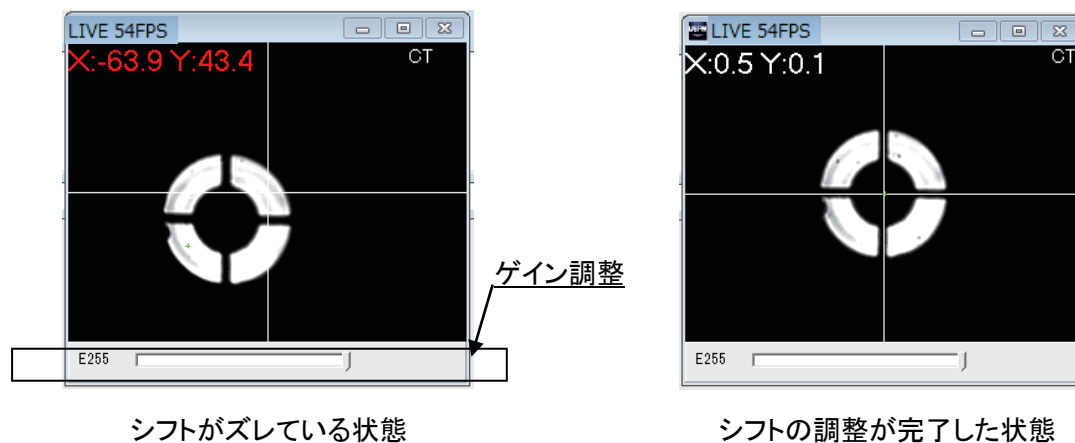 LIVE 54FPS
X:-63.9 Y:43.4
CT
E255
ゲイン調整
シフトがズレている状態
LIVE 54FPS
X:0.5 Y:0.1
CT
E255
シフトの調整が完了した状態